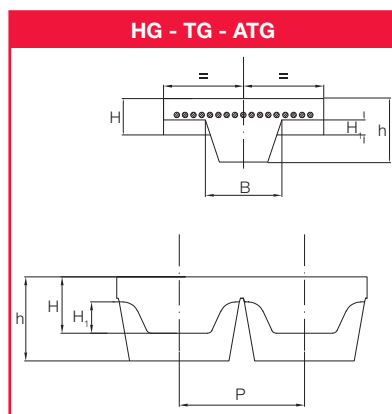 HG - TG - ATG
= =
H H₁ h
B
h H H₁
P